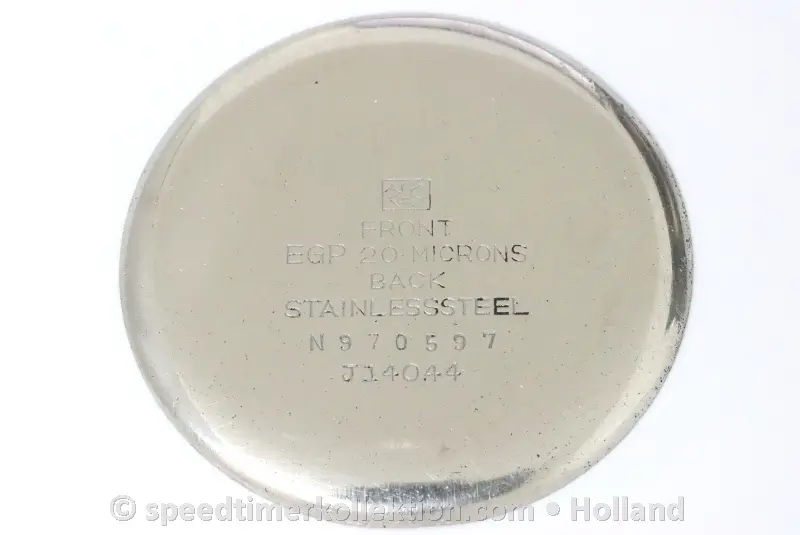 FRONT
EGP 20·MICRONS
BACK
STAINLESSSTEEL
N970597
J14044
© speedtimerkollektion.com • Holland